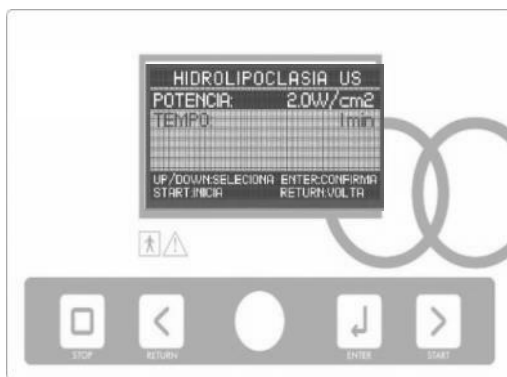 HIDROLIPOCLASIA US
POTENCIA: 2.0W/cm2
TEMPO: 1min
UP/DOWN:SELECIONA ENTER:CONFIRMA
START:INICIA RETURN:VOLTA
STOP
RETURN
ENTER
START